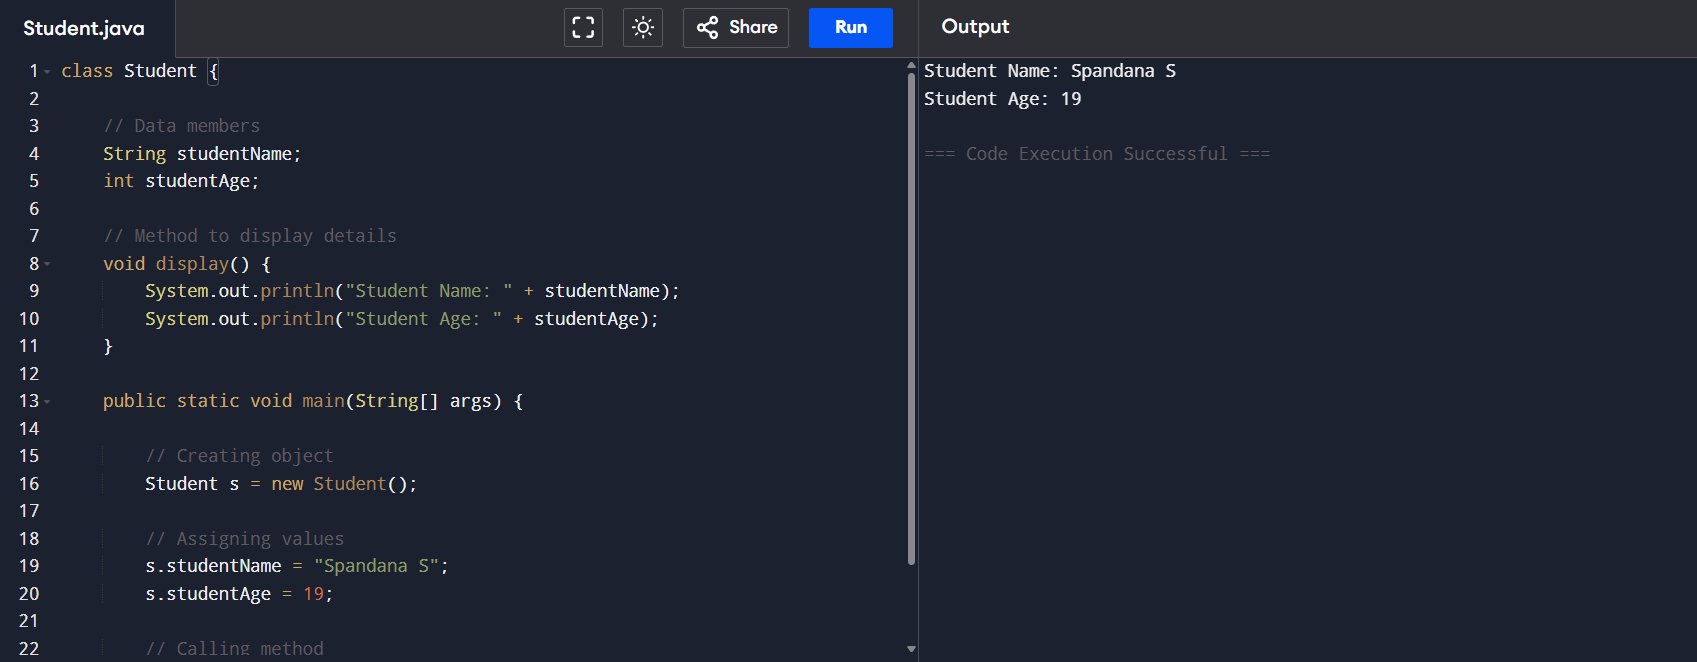 Student.java
Share
Run
Output
1 class Student {
2
3     // Data members
4     String studentName;
5     int studentAge;
6
7     // Method to display details
8     void display() {
9         System.out.println("Student Name: " + studentName);
10         System.out.println("Student Age: " + studentAge);
11     }
12
13     public static void main(String[] args) {
14
15         // Creating object
16         Student s = new Student();
17
18         // Assigning values
19         s.studentName = "Spandana S";
20         s.studentAge = 19;
21
22         // Calling method
Student Name: Spandana S
Student Age: 19
=== Code Execution Successful ===